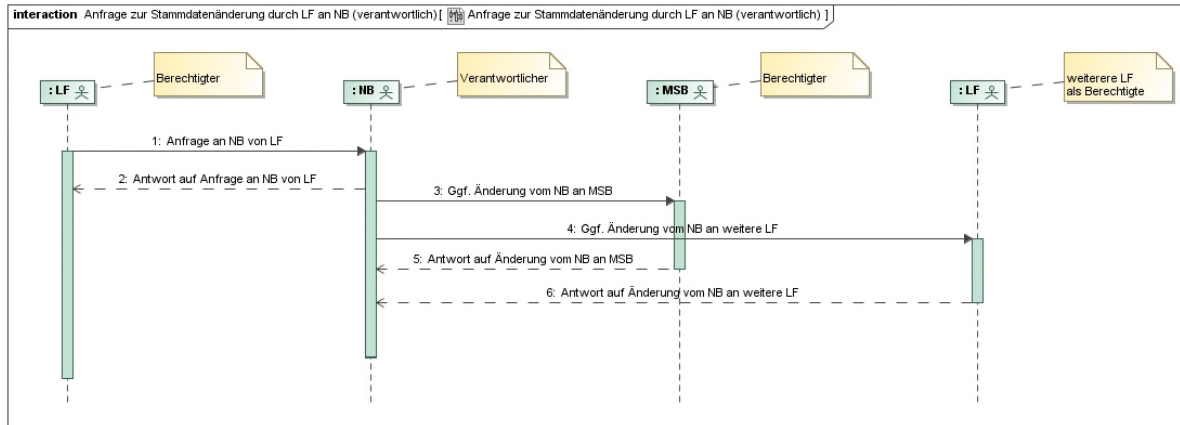 interaction Anfrage zur Stammdatenänderung durch LF an NB (verantwortlich)[ Anfrage zur Stammdatenänderung durch LF an NB (verantwortlich) ]
Berechtigter
Verantwortlicher
Berechtigter
weiterere LF
als Berechtigte
: LF
: NB
: MSB
: LF
1: Anfrage an NB von LF
2: Antwort auf Anfrage an NB von LF
3: Ggf. Änderung vom NB an MSB
4: Ggf. Änderung vom NB an weitere LF
5: Antwort auf Änderung vom NB an MSB
6: Antwort auf Änderung vom NB an weitere LF